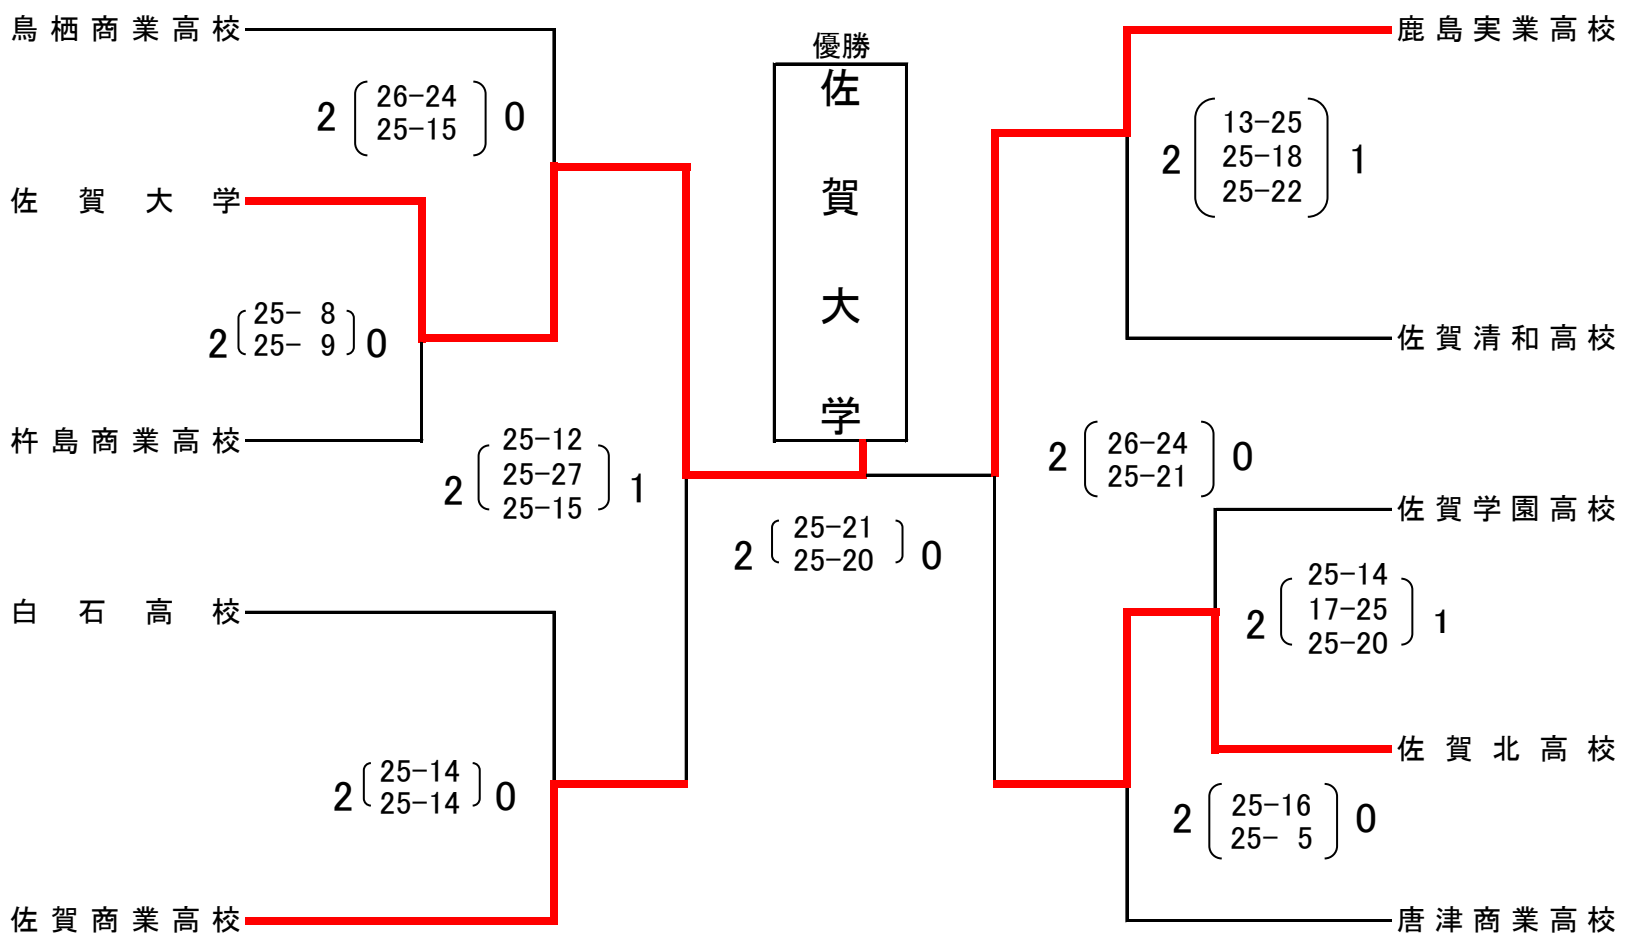 鳥栖商業高校
2 26-24 0
25-15
佐賀大学
2 25- 8 0
25- 9
杵島商業高校
2 25-12 1
25-27
25-15
白石高校
2 25-14 0
25-14
佐賀商業高校
優勝
佐賀大学
2 25-21 0
25-20
鹿島実業高校
2 13-25 1
25-18
25-22
佐賀清和高校
2 26-24 0
25-21
佐賀学園高校
2 25-14 1
17-25
25-20
佐賀北高校
2 25-16 0
25- 5
唐津商業高校